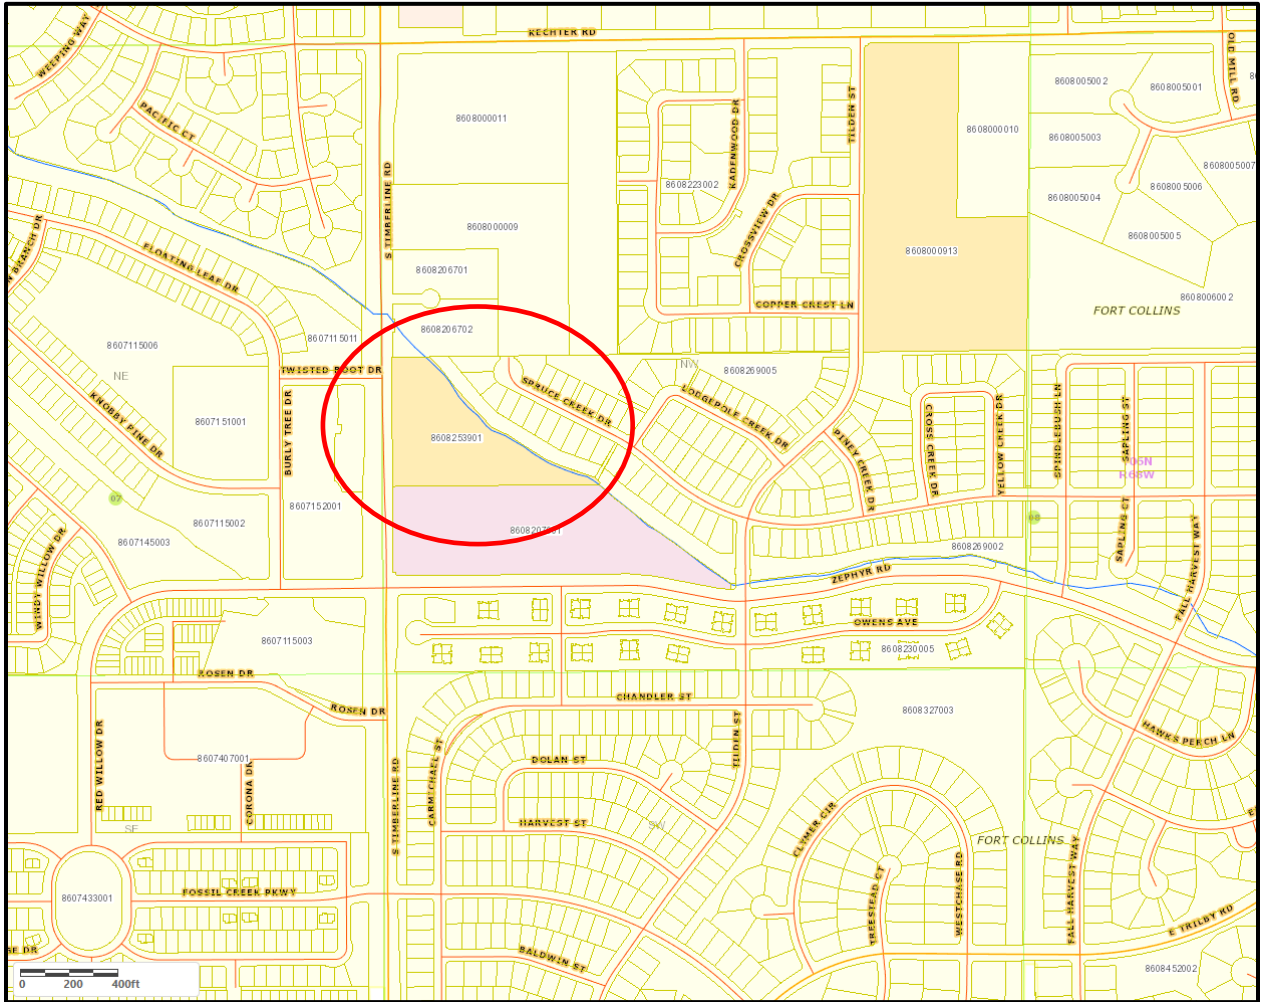 KECHTER RD
WEEPING WAY
OLD MILL RD
8608005002
8608005001
PACIFIC CT
8608000011
KADENWOOD DR
TILDEN ST
8608000010
8608005003
8608005007
S TIMBERLINE RD
8608223002
8608005006
8608005004
8608000009
CROSSVIEW DR
8608005005
FLOATING LEAF DR
8608000913
8608206701
8608006002
COPPER CREST LN
FORT COLLINS
8608206702
8607115011
8607115006
NE
TWISTED ROOT DR
NW
8608269005
SPRUCE CREEK DR
LODGEPOLE CREEK DR
KNOBBY PINE DR
BURLY TREE DR
8607151001
CROSS CREEK DR
YELLOW CREEK DR
SPINDLEBUSH LN
SAPLING ST
8608253901
PINEY CREEK DR
R68W
07
8607152001
08
8607115002
8607145003
8608269002
SAPLING CT
FALL HARVEST WAY
WINDY WILLOW DR
ZEPHYR RD
OWENS AVE
8607115003
8608230005
ROSEN DR
CHANDLER ST
ROSEN DR
8608327003
RED WILLOW DR
HAWKS PERCH LN
8607407001
CORONA DR
S TIMBERLINE RD
CARMICHAEL ST
DOLAN ST
TILDEN ST
HARVEST ST
SW
SE
CLYMER CIR
FORT COLLINS
FOSSIL CREEK PKWY
8607433001
TREESTEAD CT
WESTCHASE RD
FALL HARVEST WAY
E TRILBY RD
BALDWIN ST
8608452002
0 200 400ft